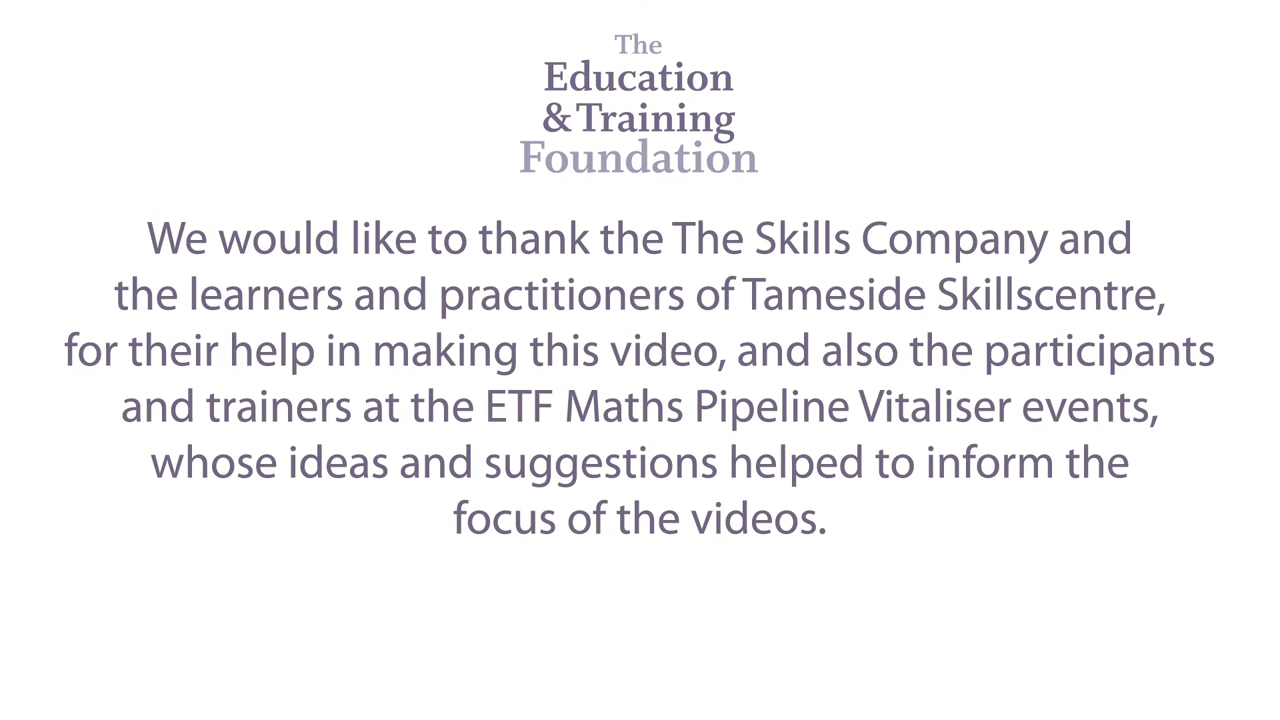 The
Education
& Training
Foundation
We would like to thank the The Skills Company and
the learners and practitioners of Tameside Skillscentre,
for their help in making this video, and also the participants
and trainers at the ETF Maths Pipeline Vitaliser events,
whose ideas and suggestions helped to inform the
focus of the videos.